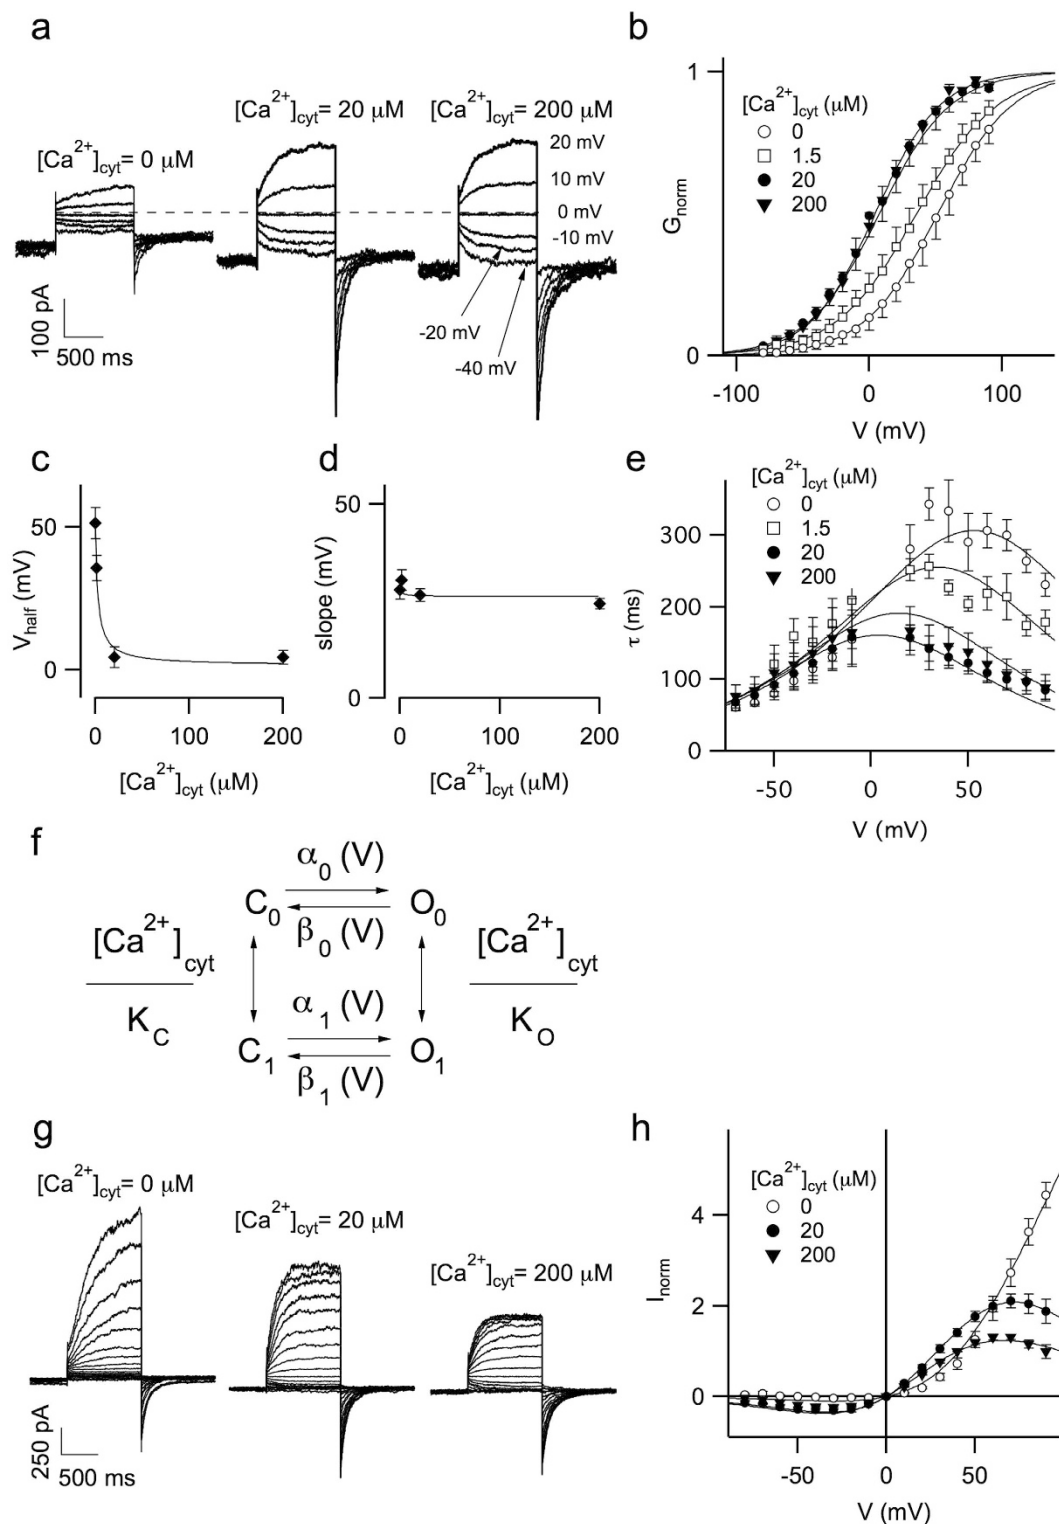 a
[Ca²⁺]cyt= 0 μM
[Ca²⁺]cyt= 20 μM
[Ca²⁺]cyt= 200 μM
20 mV
10 mV
0 mV
-10 mV
-20 mV
-40 mV
100 pA
500 ms
b
[Ca²⁺]cyt (μM)
0
1.5
20
200
Gnorm
1
0
-100
0
100
V (mV)
c
Vhalf (mV)
50
0
0
100
200
[Ca²⁺]cyt (μM)
d
slope (mV)
50
0
0
100
200
[Ca²⁺]cyt (μM)
e
[Ca²⁺]cyt (μM)
0
1.5
20
200
τ (ms)
300
200
100
0
-50
0
50
V (mV)
f
α₀ (V)
C₀ O₀
β₀ (V)
[Ca²⁺]cyt [Ca²⁺]cyt
K_C K_O
α₁ (V)
C₁ O₁
β₁ (V)
g
[Ca²⁺]cyt= 0 μM
[Ca²⁺]cyt= 20 μM
[Ca²⁺]cyt= 200 μM
250 pA
500 ms
h
[Ca²⁺]cyt (μM)
0
20
200
Inorm
4
2
0
-50
0
50
V (mV)